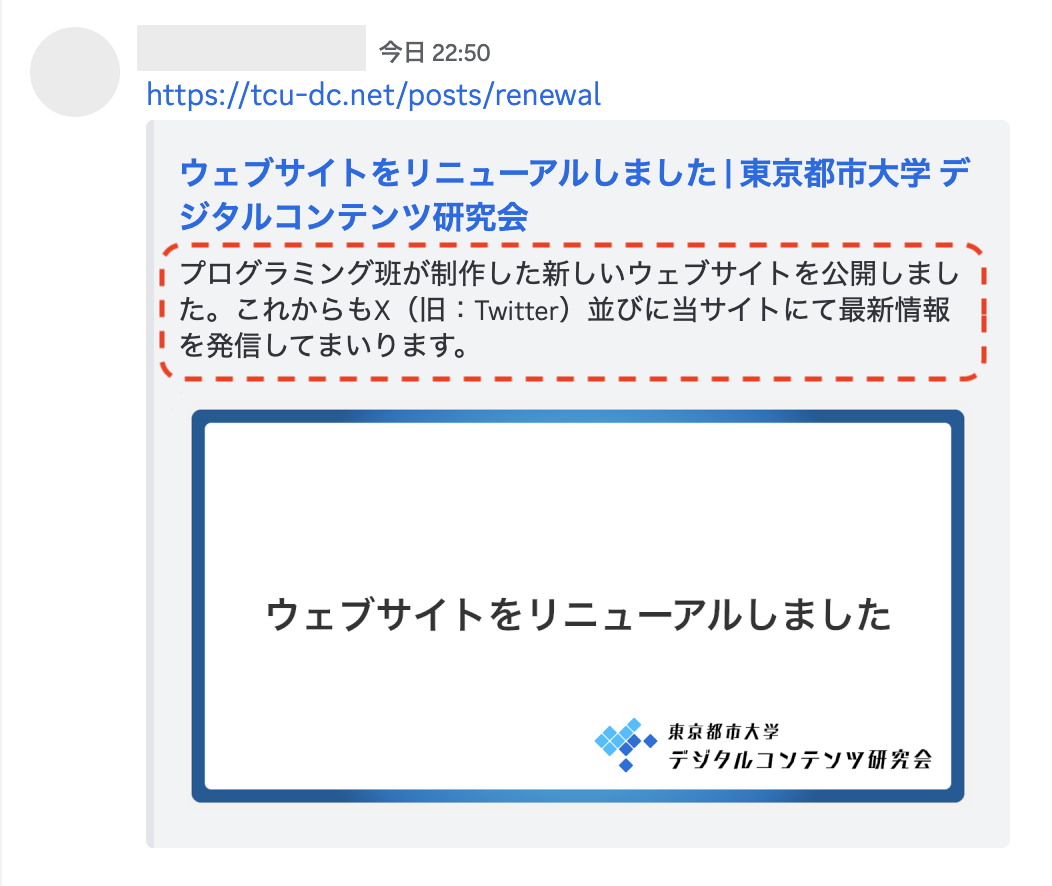 今日 22:50
https://tcu-dc.net/posts/renewal
ウェブサイトをリニューアルしました | 東京都市大学 デ
ジタルコンテンツ研究会
プログラミング班が制作した新しいウェブサイトを公開しまし
た。これからもX（旧：Twitter）並びに当サイトにて最新情報
を発信してまいります。
ウェブサイトをリニューアルしました
東京都市大学
デジタルコンテンツ研究会